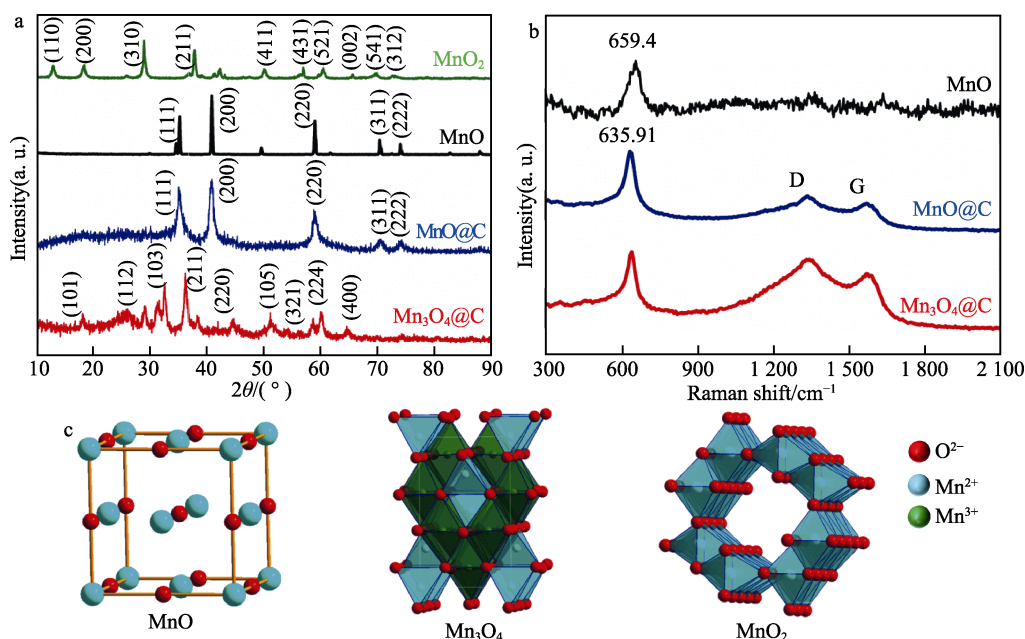 a
(110)
(200)
(310)
(211)
(411)
(431)
(521)
(002)
(541)
(312)
MnO₂
(111)
(200)
(220)
(311)
(222)
MnO
(111)
(200)
(220)
(311)
(222)
MnO@C
(101)
(112)
(103)
(211)
(220)
(105)
(321)
(224)
(400)
Mn₃O₄@C
Intensity(a. u.)
10 20 30 40 50 60 70 80 90
2θ/( ° )
b
659.4
MnO
635.91
D
G
MnO@C
Mn₃O₄@C
Intensity(a. u.)
300 600 900 1 200 1 500 1 800 2 100
Raman shift/cm⁻¹
c
MnO
Mn₃O₄
MnO₂
O²⁻
Mn²⁺
Mn³⁺